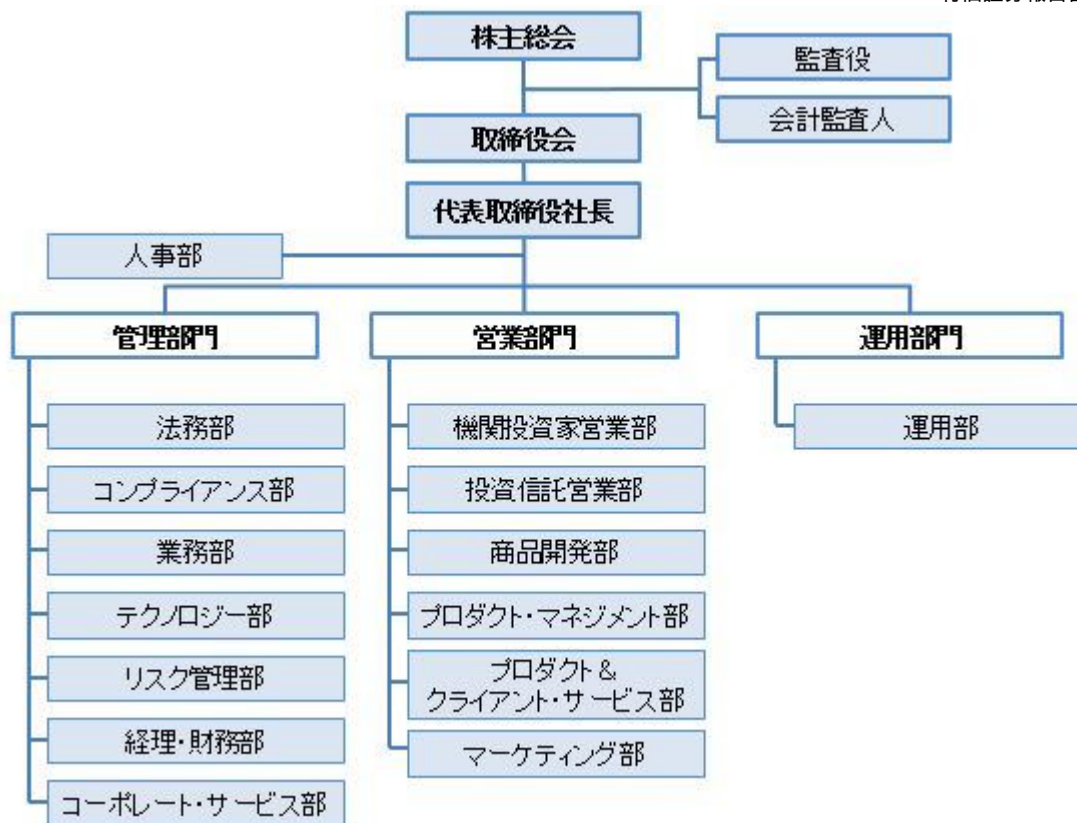 株主総会
監査役
会計監査人
取締役会
代表取締役社長
人事部
管理部門
法務部
コンプライアンス部
業務部
テクノロジー部
リスク管理部
経理・財務部
コーポレート・サービス部
営業部門
機関投資家営業部
投資信託営業部
商品開発部
プロダクト・マネジメント部
プロダクト＆
クライアント・サービス部
マーケティング部
運用部門
運用部